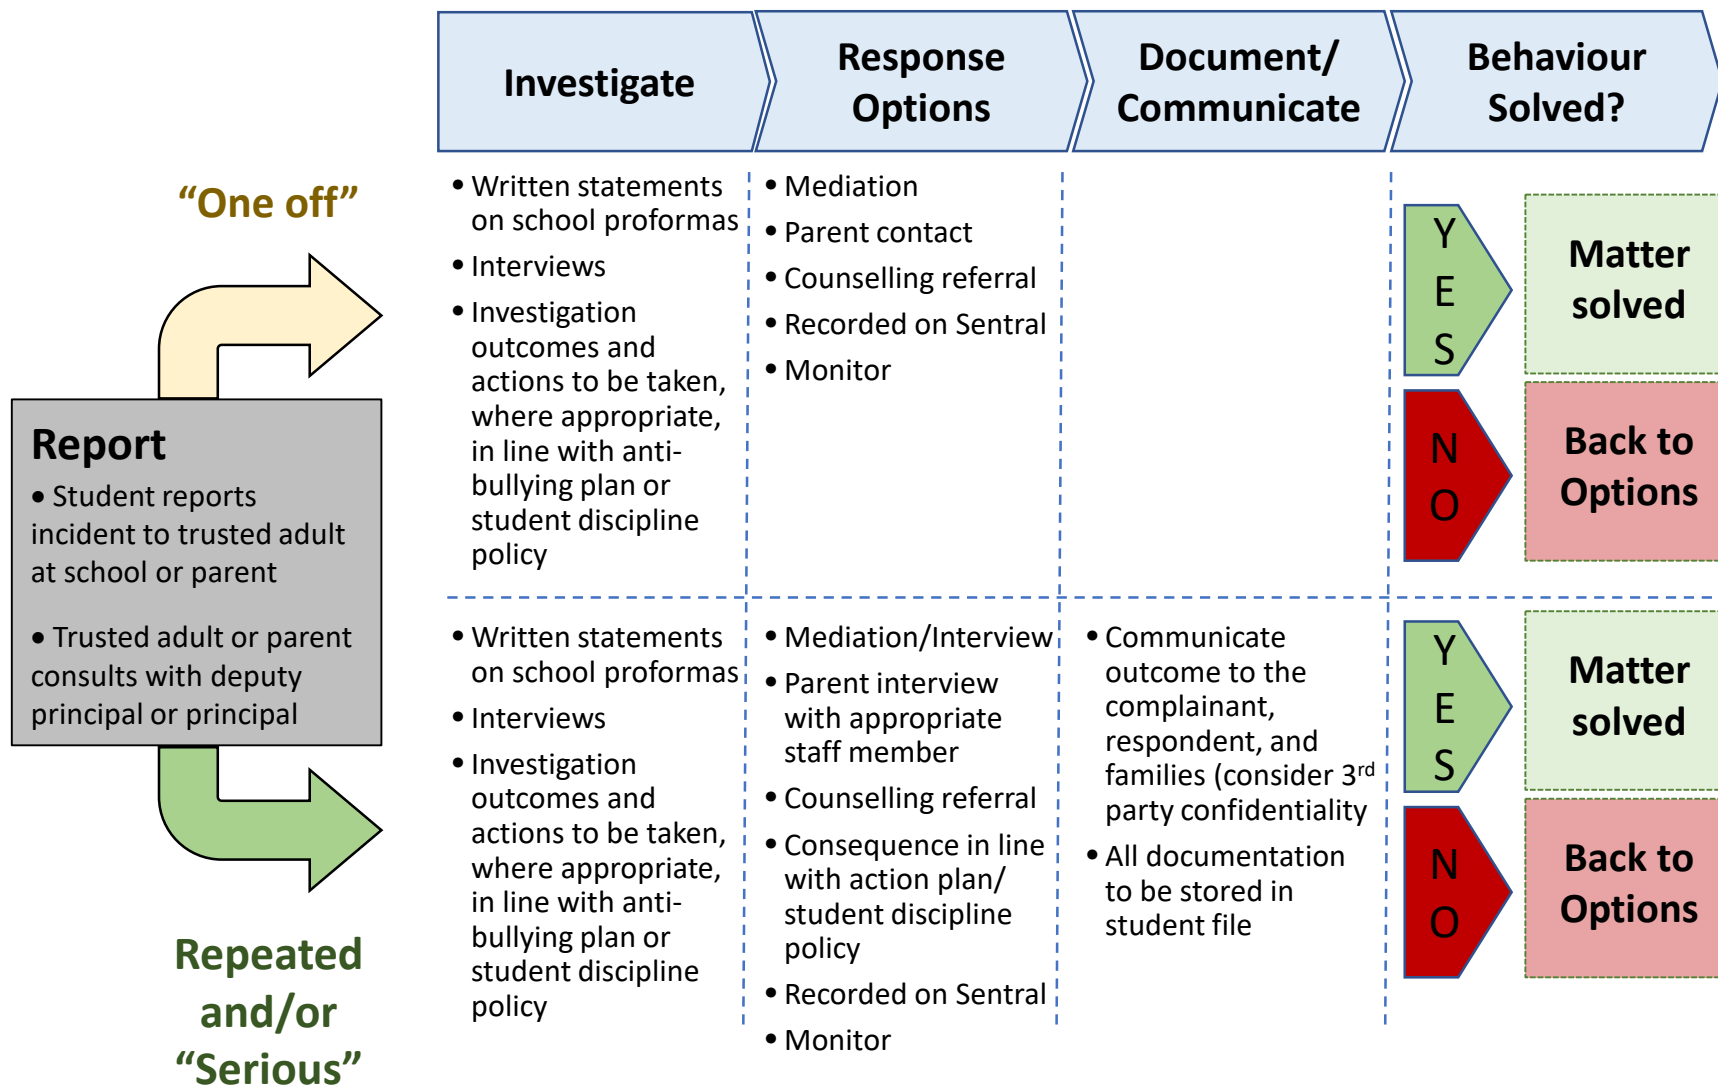 Investigate
Response
Options
Document/
Communicate
Behaviour
Solved?
“One off”
Report
• Student reports
incident to trusted adult
at school or parent
• Trusted adult or parent
consults with deputy
principal or principal
Repeated
and/or
“Serious”
• Written statements
on school proformas
• Interviews
• Investigation
outcomes and
actions to be taken,
where appropriate,
in line with anti-
bullying plan or
student discipline
policy
• Mediation
• Parent contact
• Counselling referral
• Recorded on Sentral
• Monitor
Y
E
S
Matter
solved
N
O
Back to
Options
• Written statements
on school proformas
• Interviews
• Investigation
outcomes and
actions to be taken,
where appropriate,
in line with anti-
bullying plan or
student discipline
policy
• Mediation/Interview
• Parent interview
with appropriate
staff member
• Counselling referral
• Consequence in line
with action plan/
student discipline
policy
• Recorded on Sentral
• Monitor
• Communicate
outcome to the
complainant,
respondent, and
families (consider 3rd
party confidentiality
• All documentation
to be stored in
student file
Y
E
S
Matter
solved
N
O
Back to
Options